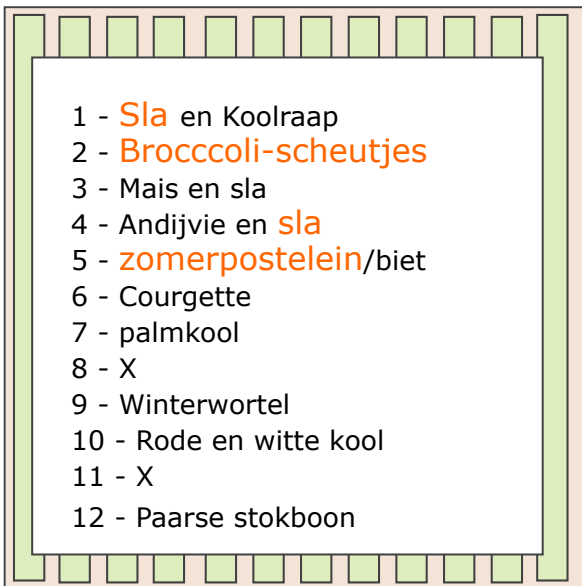 1 - Sla en Koolraap
2 - Brocccoli-scheutjes
3 - Mais en sla
4 - Andijvie en sla
5 - zomerpostelein/biet
6 - Courgette
7 - palmkool
8 - X
9 - Winterwortel
10 - Rode en witte kool
11 - X
12 - Paarse stokboon